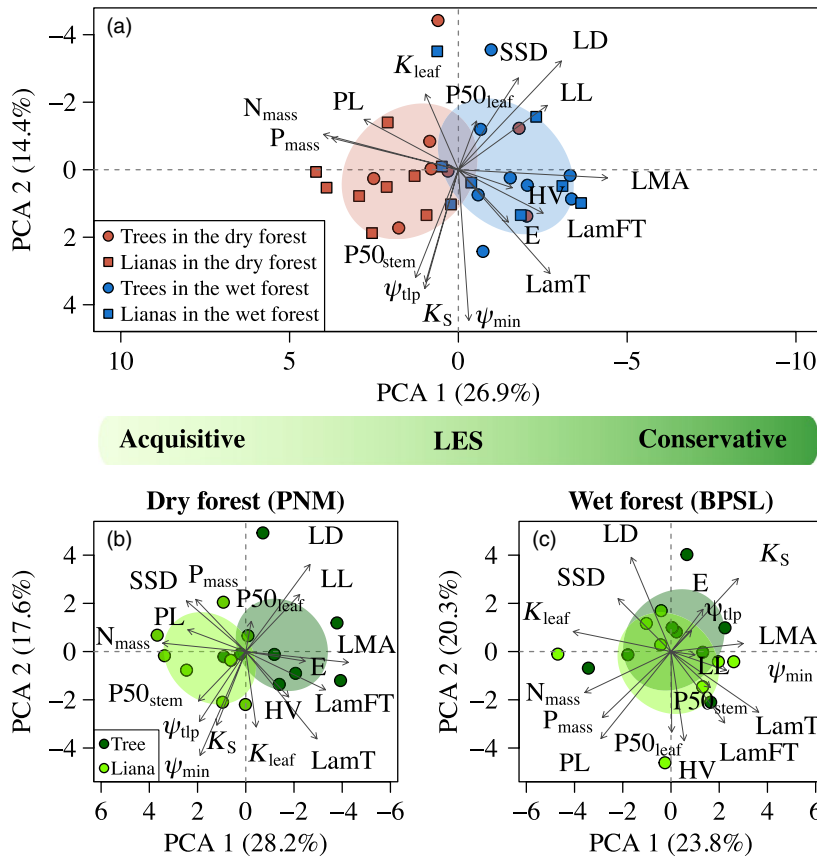 (a)
-4
-2
0
2
4
PCA 2 (14.4%)
LD
SSD
K_leaf
P50_leaf
LL
PL
N_mass
P_mass
LMA
HV
LamFT
E
LamT
P50_stem
ψ_tlp
K_S
ψ_min
Trees in the dry forest
Lianas in the dry forest
Trees in the wet forest
Lianas in the wet forest
10 5 0 -5 -10
PCA 1 (26.9%)
Acquisitive LES Conservative
Dry forest (PNM)
(b)
4
2
0
-2
-4
PCA 2 (17.6%)
LD
P_mass
SSD
P50_leaf
LL
PL
N_mass
LMA
E
P50_stem
HV
LamFT
ψ_tlp
K_S
K_leaf
LamT
ψ_min
Tree
Liana
6 4 2 0 -2 -4 -6
PCA 1 (28.2%)
Wet forest (BPSL)
(c)
4
2
0
-2
-4
PCA 2 (20.3%)
LD
E
K_S
SSD
K_leaf
ψ_tlp
LMA
ψ_min
N_mass
P50_stem
P_mass
LamT
P50_leaf
LamFT
PL
HV
-6 -4 -2 0 2 4 6
PCA 1 (23.8%)